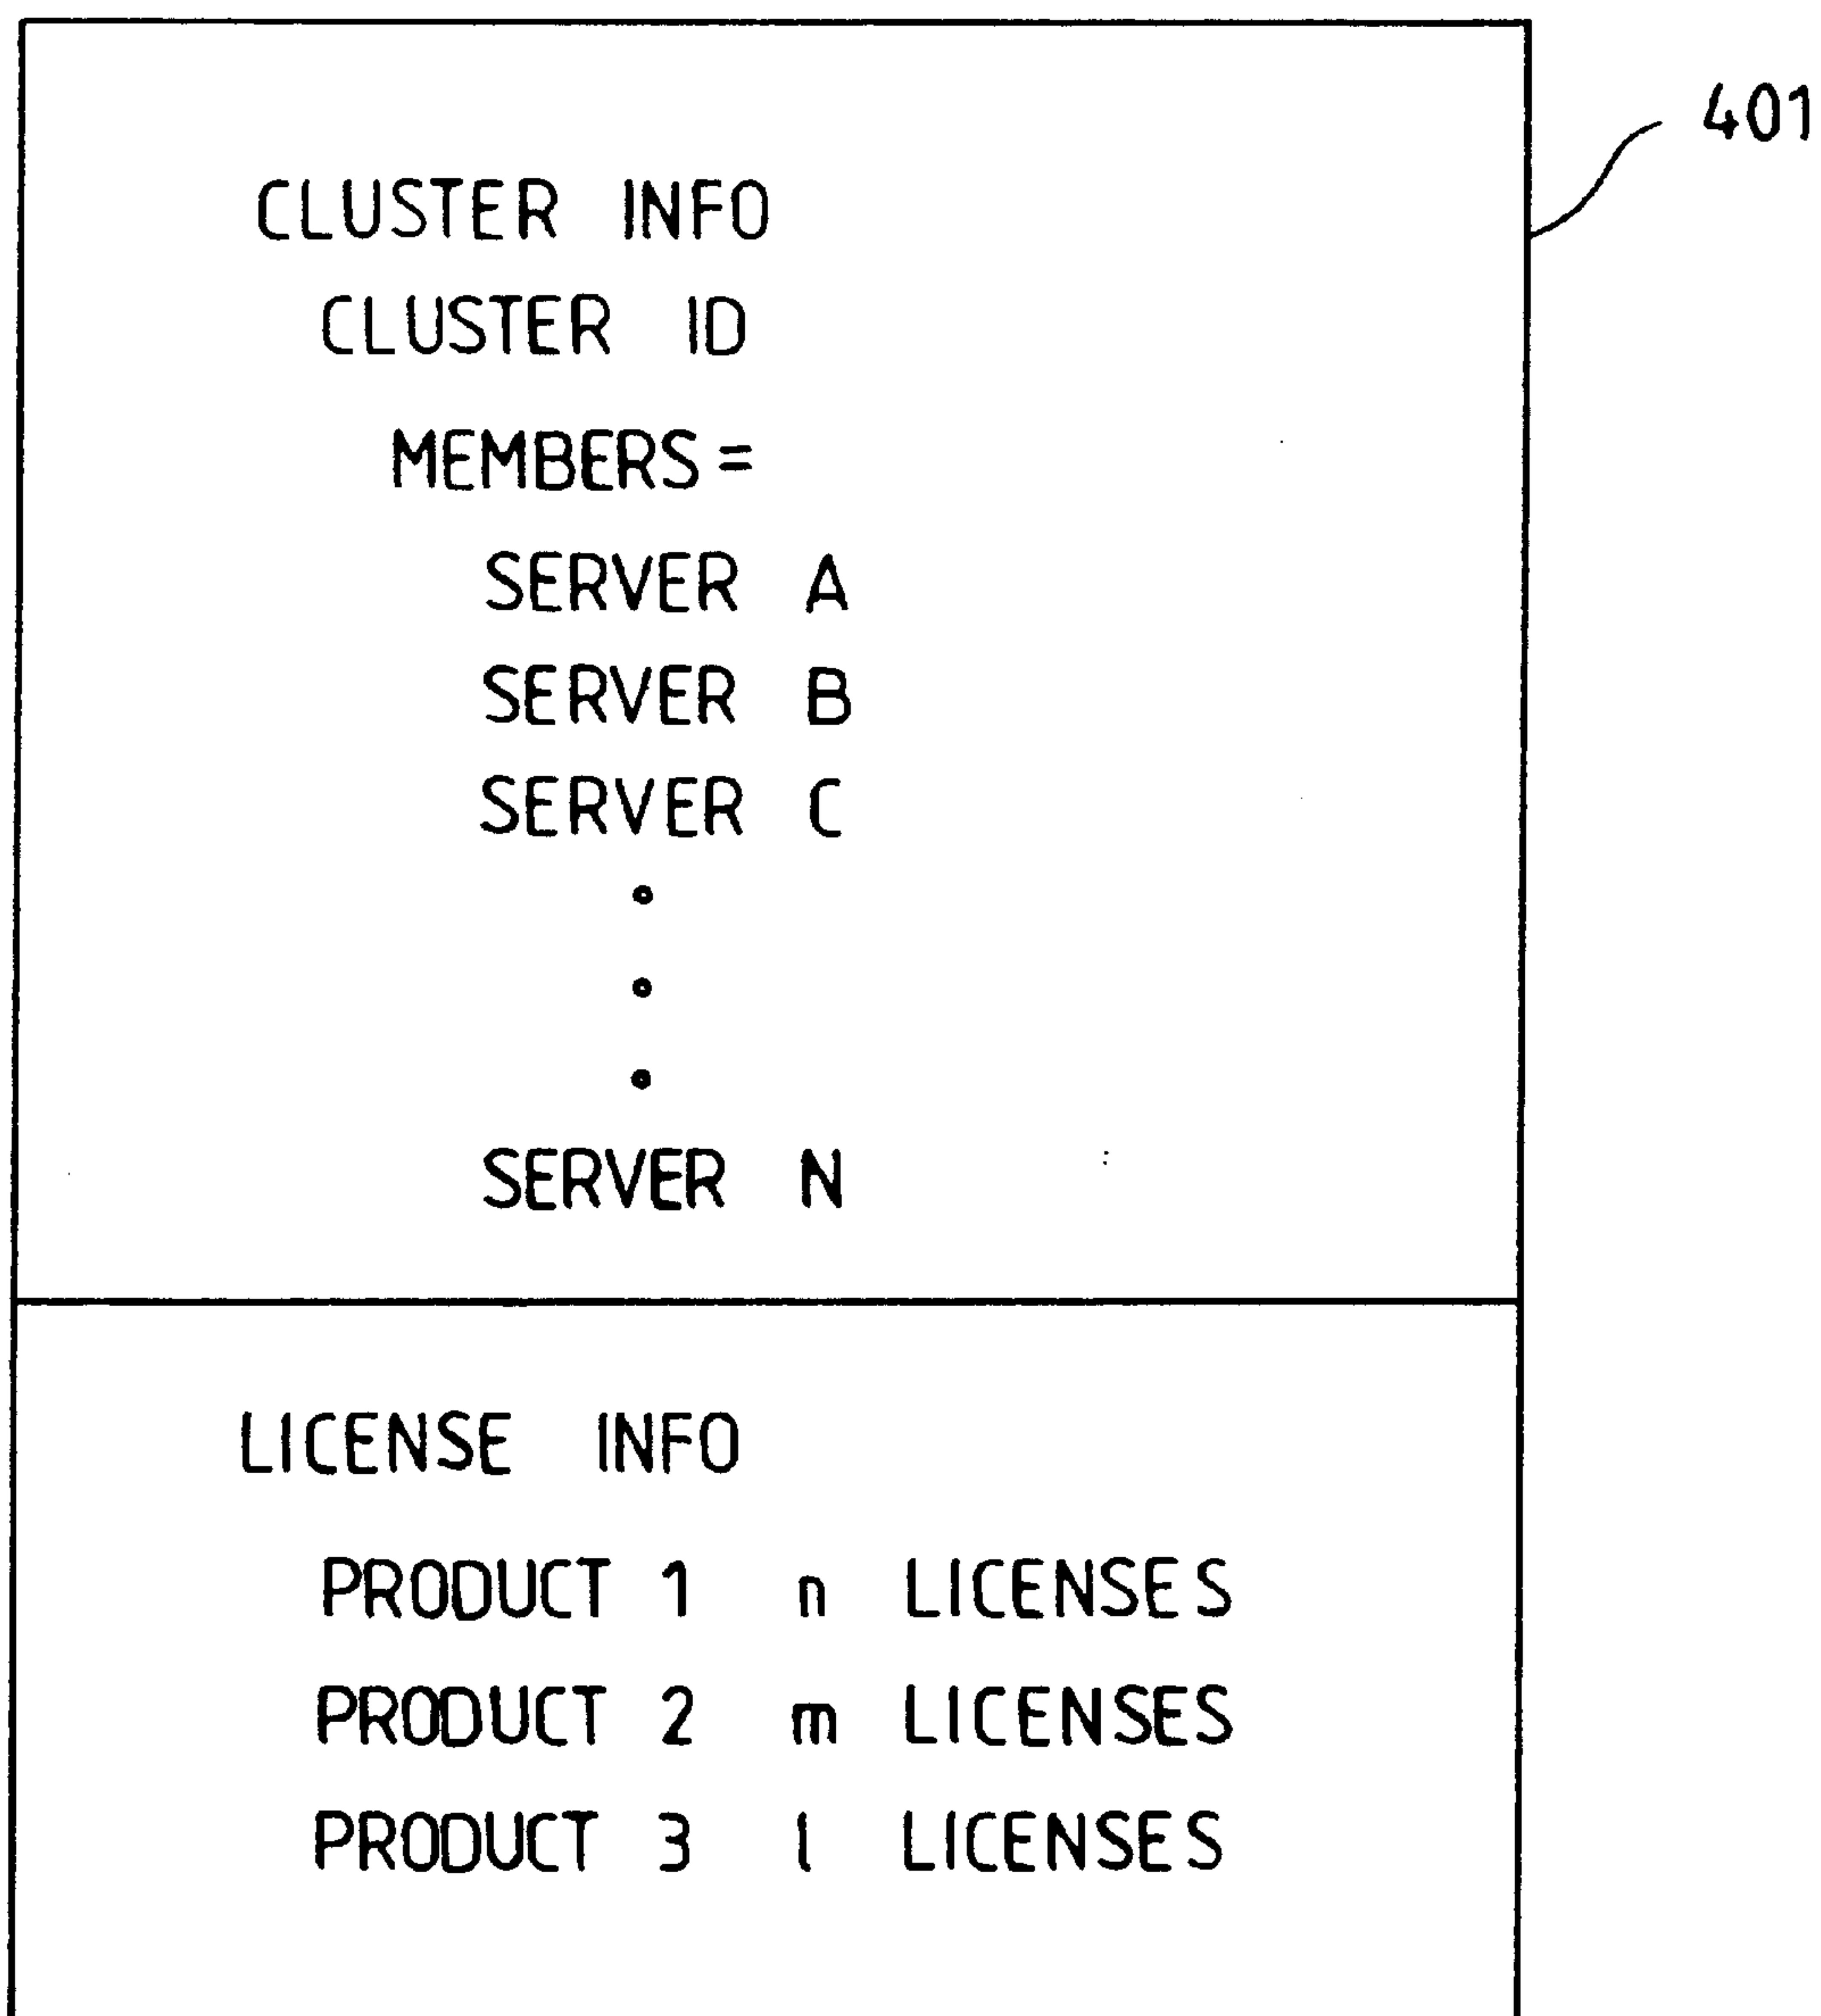 401
CLUSTER INFO
CLUSTER ID
MEMBERS=
SERVER A
SERVER B
SERVER C
SERVER N
LICENSE INFO
PRODUCT 1 n LICENSES
PRODUCT 2 m LICENSES
PRODUCT 3 l LICENSES